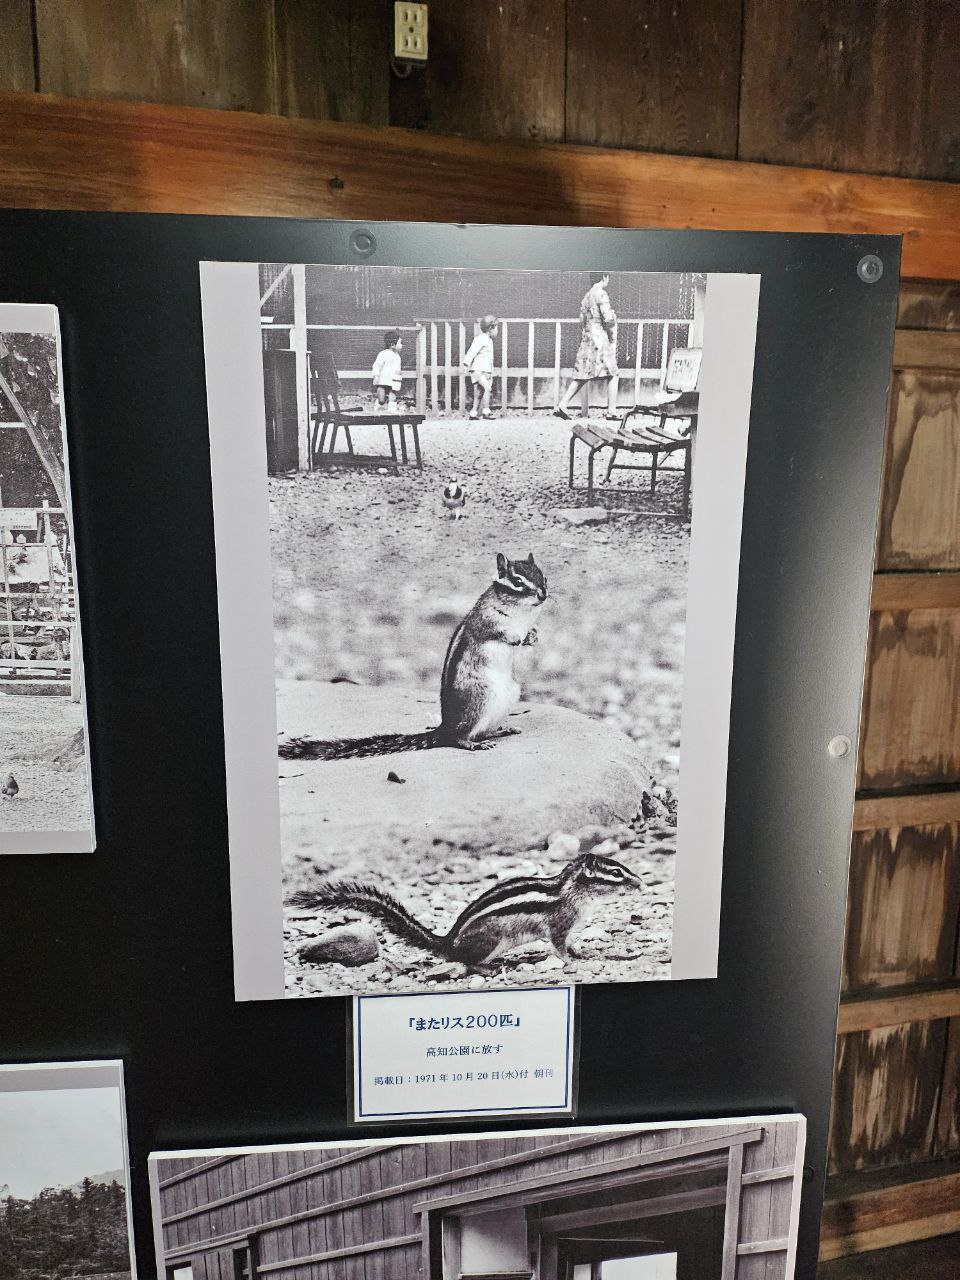 『またリス200匹』
高知公園に放す
掲載日：1971年10月20日(水)付 朝刊